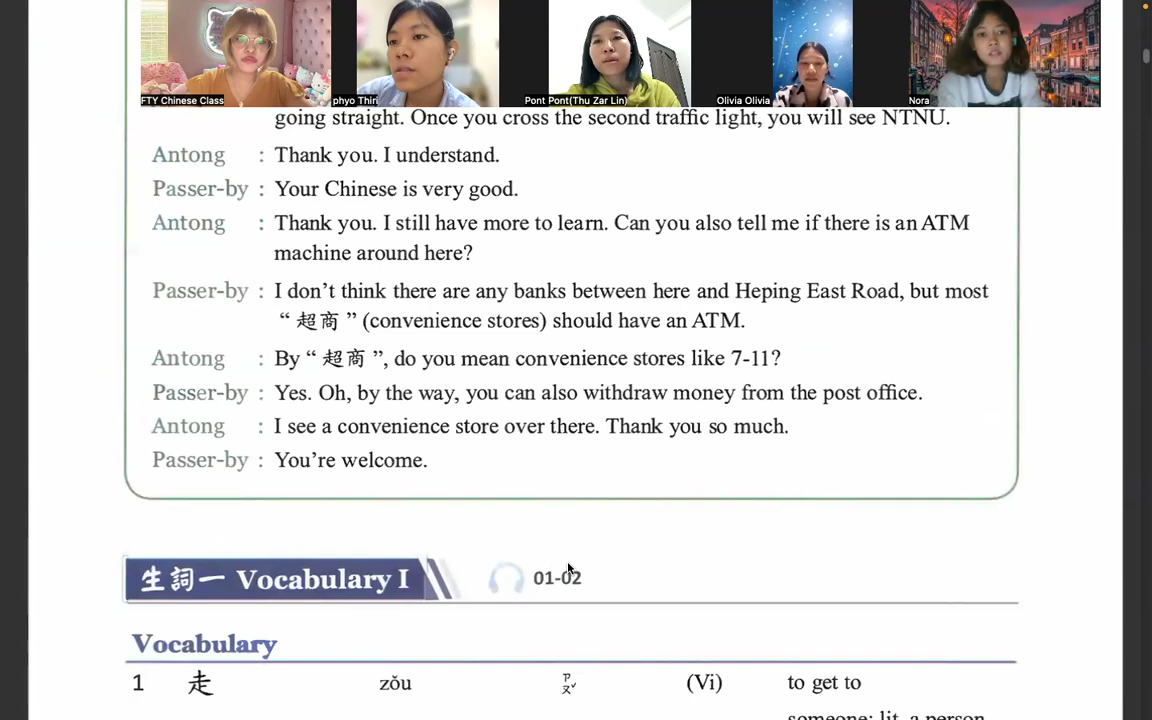 FTY Chinese Class
phyo Thiri
Pont Pont(Thu Zar Lin)
Olivia Olivia
Nora
going straight. Once you cross the second traffic light, you will see NTNU.
Antong : Thank you. I understand.
Passer-by : Your Chinese is very good.
Antong : Thank you. I still have more to learn. Can you also tell me if there is an ATM
machine around here?
Passer-by : I don’t think there are any banks between here and Heping East Road, but most
“ 超商 ” (convenience stores) should have an ATM.
Antong : By “ 超商 ”, do you mean convenience stores like 7-11?
Passer-by : Yes. Oh, by the way, you can also withdraw money from the post office.
Antong : I see a convenience store over there. Thank you so much.
Passer-by : You’re welcome.
生詞一 Vocabulary I 01-02
Vocabulary
1 走 zǒu ㄗㄡˇ (Vi) to get to
someone; lit. a person